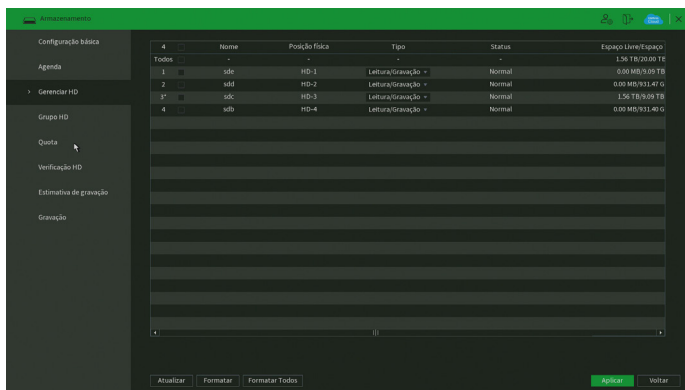 Armazenamento
Configuração básica
Agenda
Gerenciar HD
Grupo HD
Quota
Verificação HD
Estimativa de gravação
Gravação
4 Nome Posição física Tipo Status Espaço Livre/Espaço
Todos - - - - 1.56 TB/20.00 TB
1 sde HD-1 Leitura/Gravação Normal 0.00 MB/9.09 TB
2 sdd HD-2 Leitura/Gravação Normal 0.00 MB/931.47 G
3* sdc HD-3 Leitura/Gravação Normal 1.56 TB/9.09 TB
4 sdb HD-4 Leitura/Gravação Normal 0.00 MB/931.40 G
Atualizar Formatar Formatar Todos Aplicar Voltar